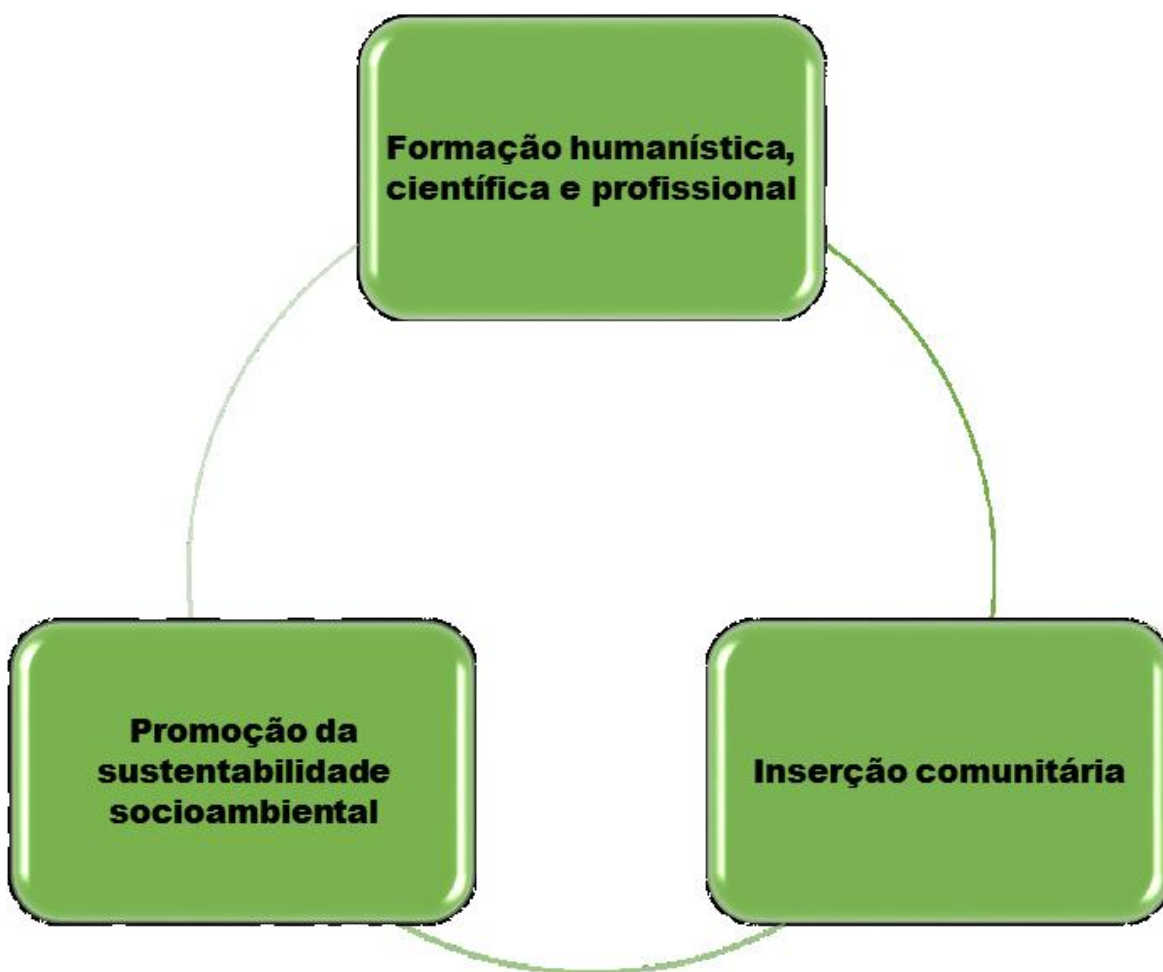 Formação humanística,
científica e profissional
Promoção da
sustentabilidade
socioambiental
Inserção comunitária